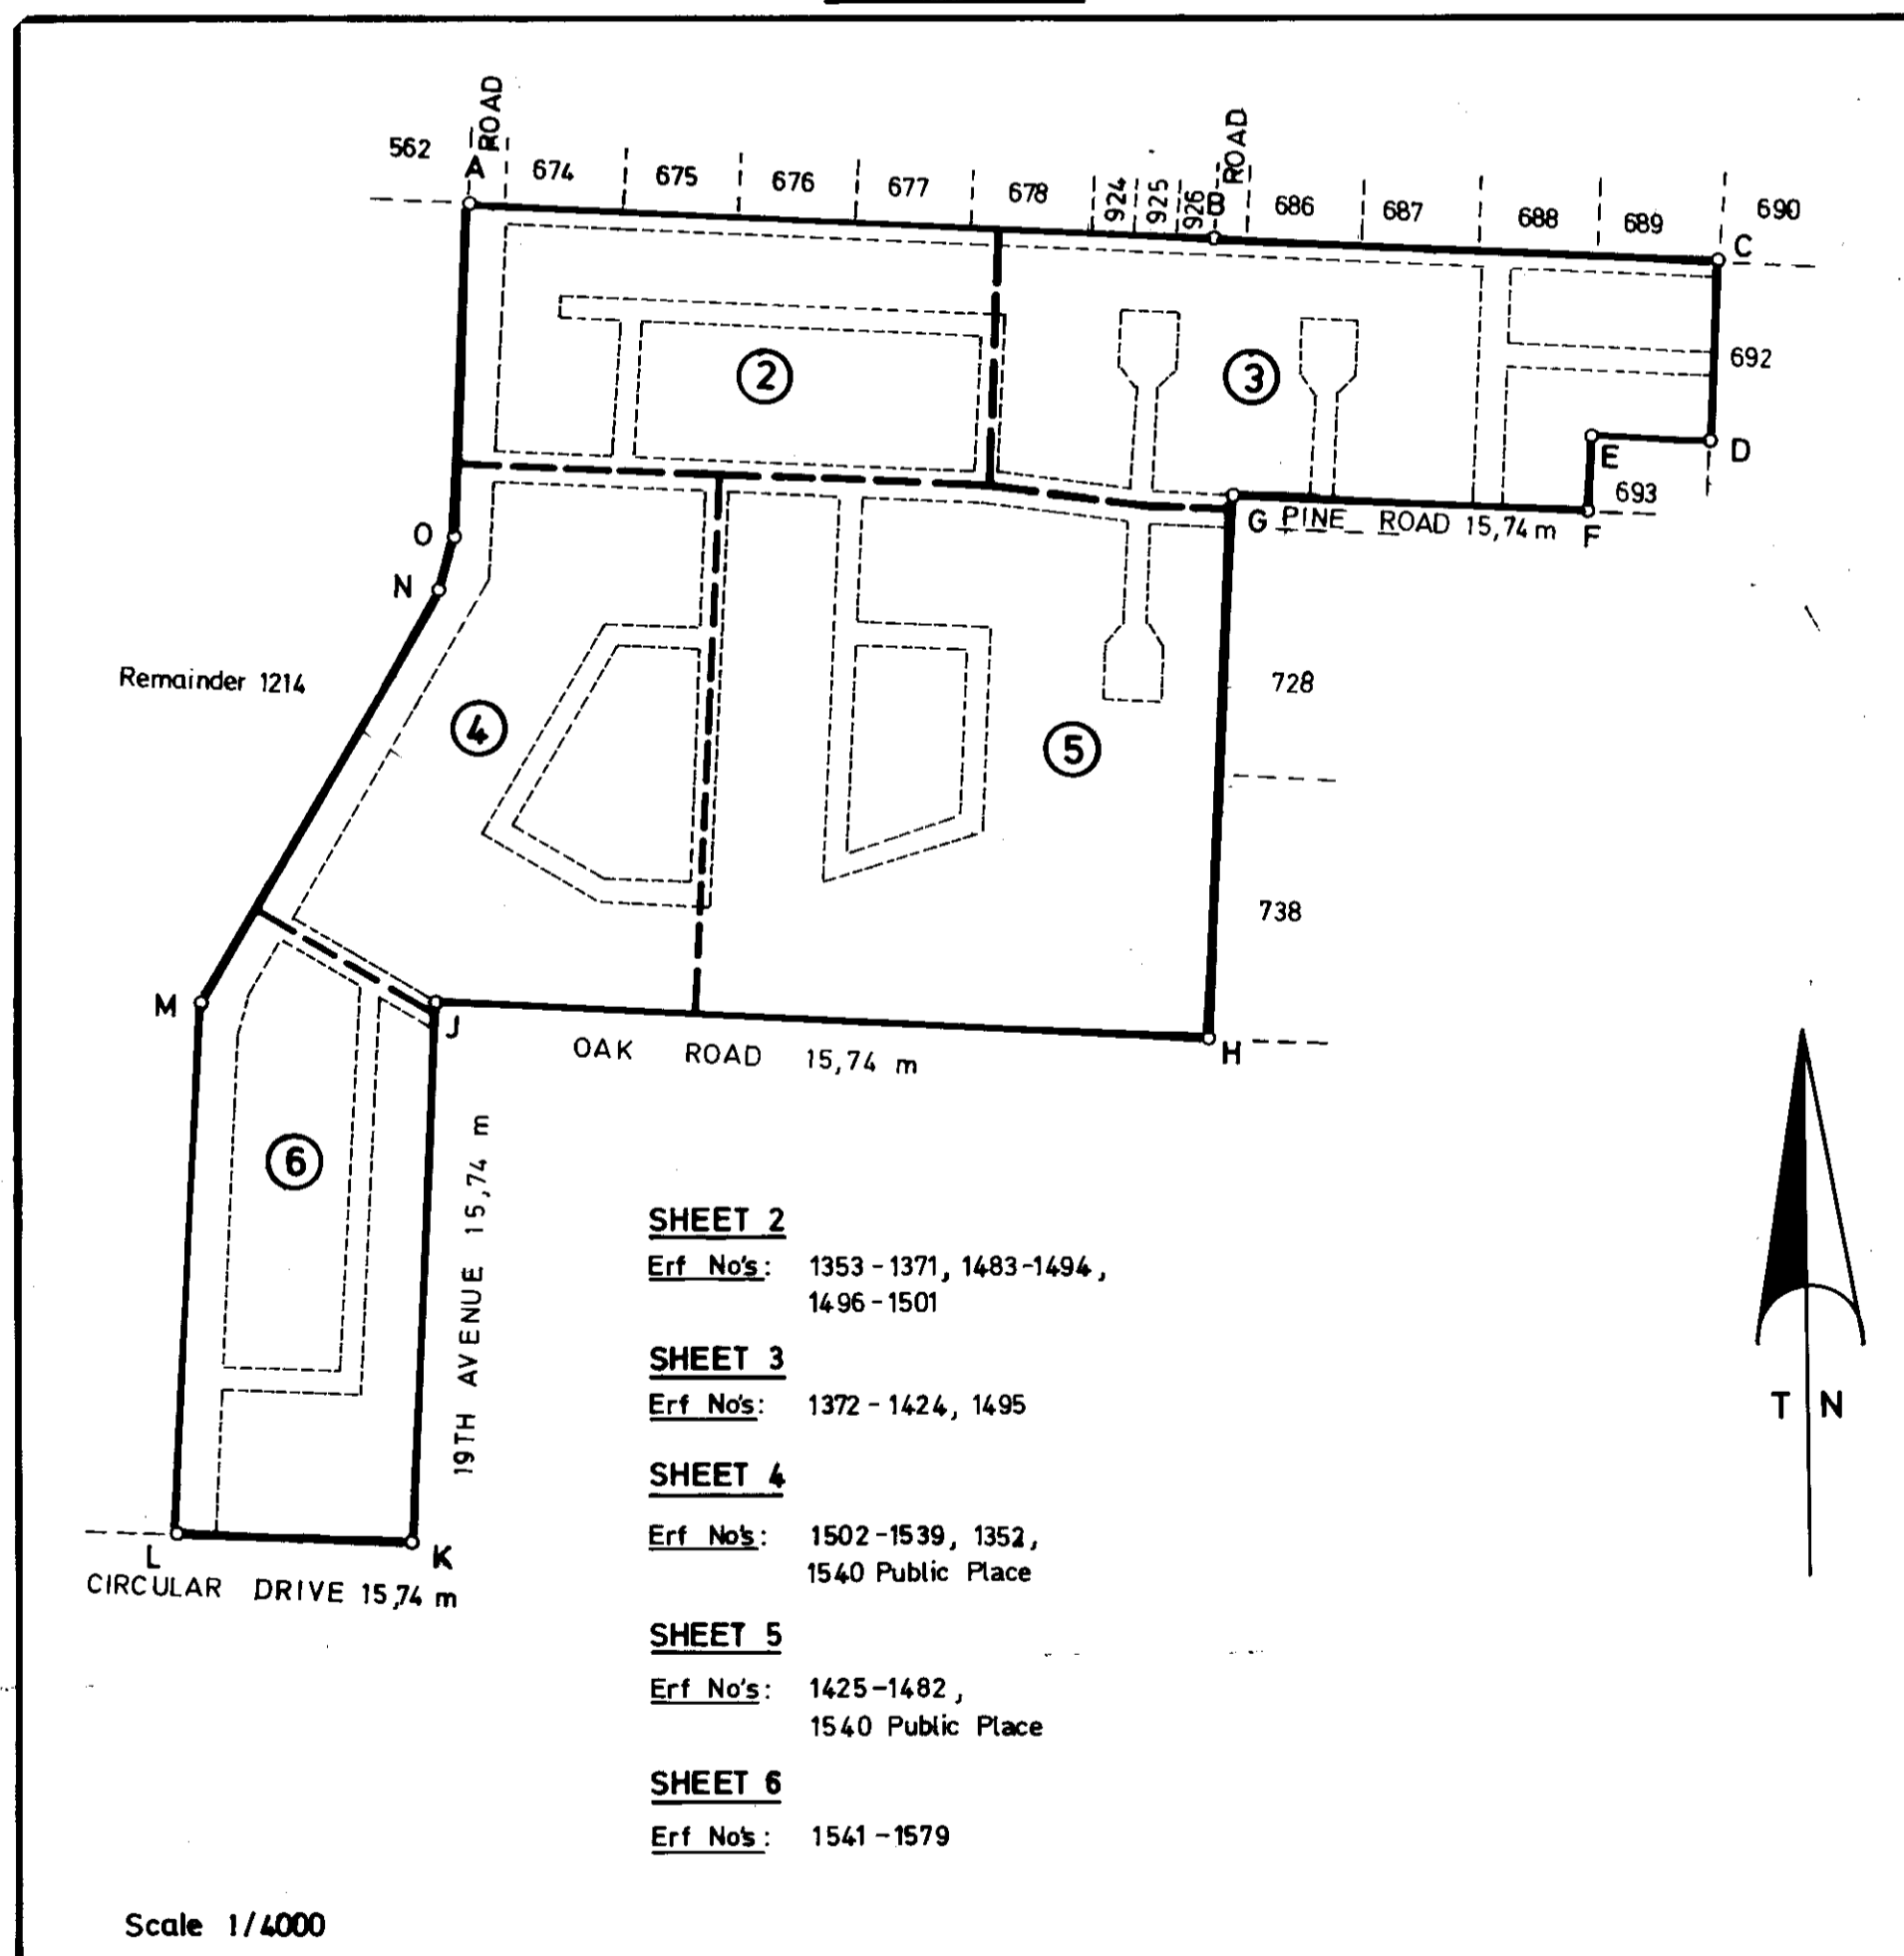 ROAD
ROAD
562
A
674
675
676
677
678
924
925
926
B
686
687
688
689
690
C
692
2
3
D
E
693
F
G PINE ROAD 15,74 m
O
N
Remainder 1214
728
4
5
738
M
J
H
OAK ROAD 15,74 m
19TH AVENUE 15,74 m
6
L
K
CIRCULAR DRIVE 15,74 m
T N
SHEET 2
Erf No's: 1353-1371, 1483-1494,
1496-1501
SHEET 3
Erf No's: 1372-1424, 1495
SHEET 4
Erf No's: 1502-1539, 1352,
1540 Public Place
SHEET 5
Erf No's: 1425-1482,
1540 Public Place
SHEET 6
Erf No's: 1541-1579
Scale 1/4000